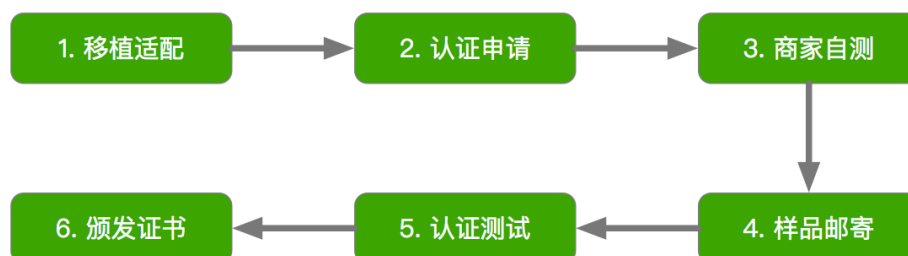 1. 移植适配
2. 认证申请
3. 商家自测
4. 样品邮寄
5. 认证测试
6. 颁发证书